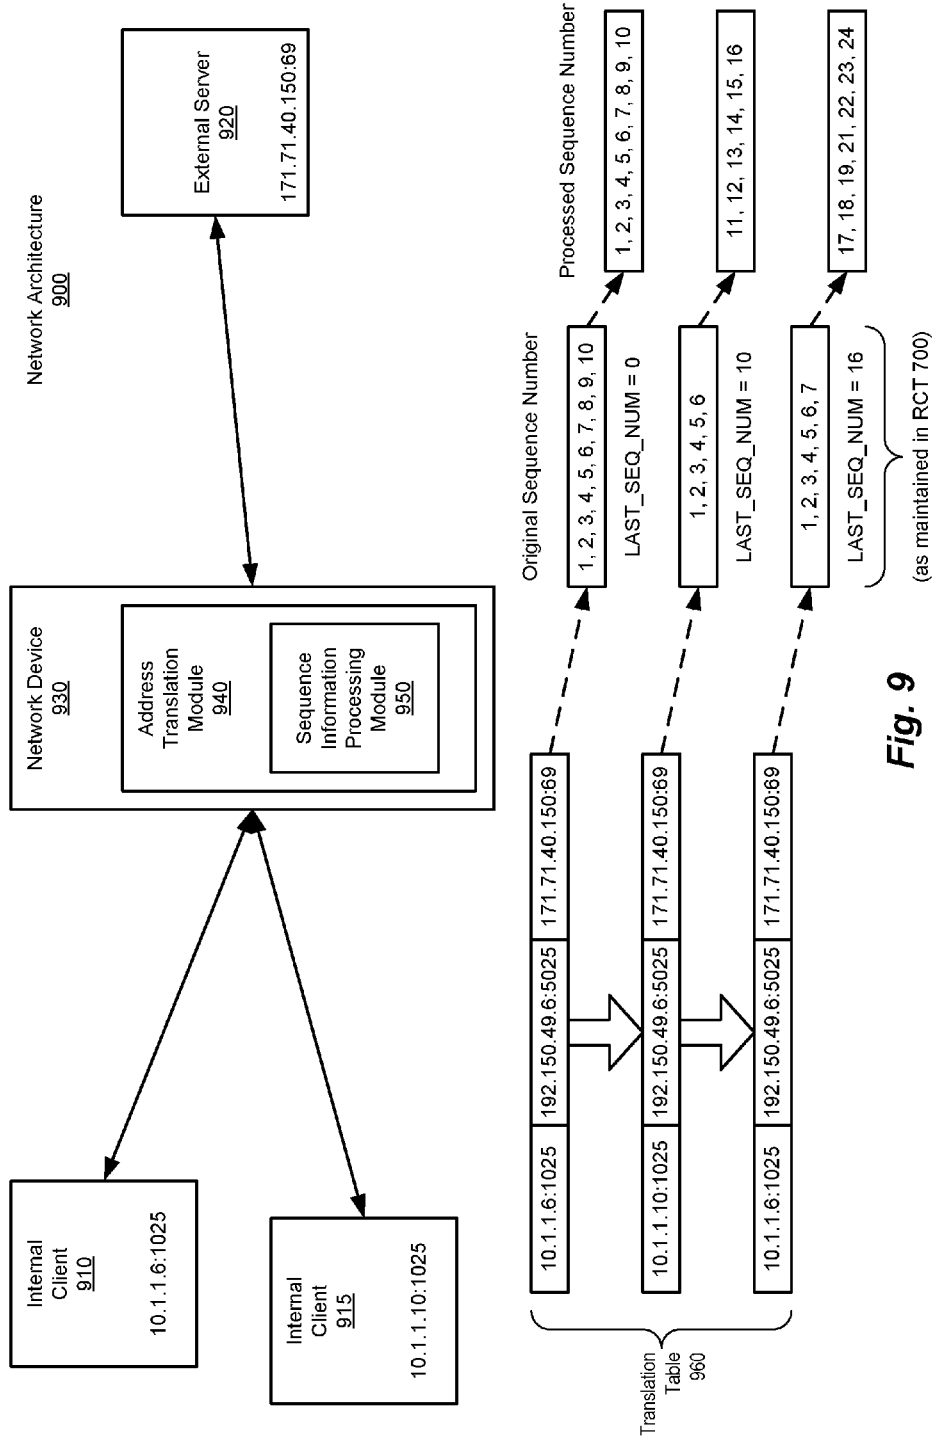 Network Architecture
900
Internal
Client
910
10.1.1.6:1025
Internal
Client
915
10.1.1.10:1025
Network Device
930
Address
Translation
Module
940
Sequence
Information
Processing
Module
950
External Server
920
171.71.40.150:69
Translation
Table
960
10.1.1.6:1025
192.150.49.6:5025
171.71.40.150:69
10.1.1.10:1025
192.150.49.6:5025
171.71.40.150:69
10.1.1.6:1025
192.150.49.6:5025
171.71.40.150:69
Original Sequence Number
1, 2, 3, 4, 5, 6, 7, 8, 9, 10
LAST_SEQ_NUM = 0
1, 2, 3, 4, 5, 6
LAST_SEQ_NUM = 10
1, 2, 3, 4, 5, 6, 7
LAST_SEQ_NUM = 16
(as maintained in RCT 700)
Processed Sequence Number
1, 2, 3, 4, 5, 6, 7, 8, 9, 10
11, 12, 13, 14, 15, 16
17, 18, 19, 21, 22, 23, 24
Fig. 9